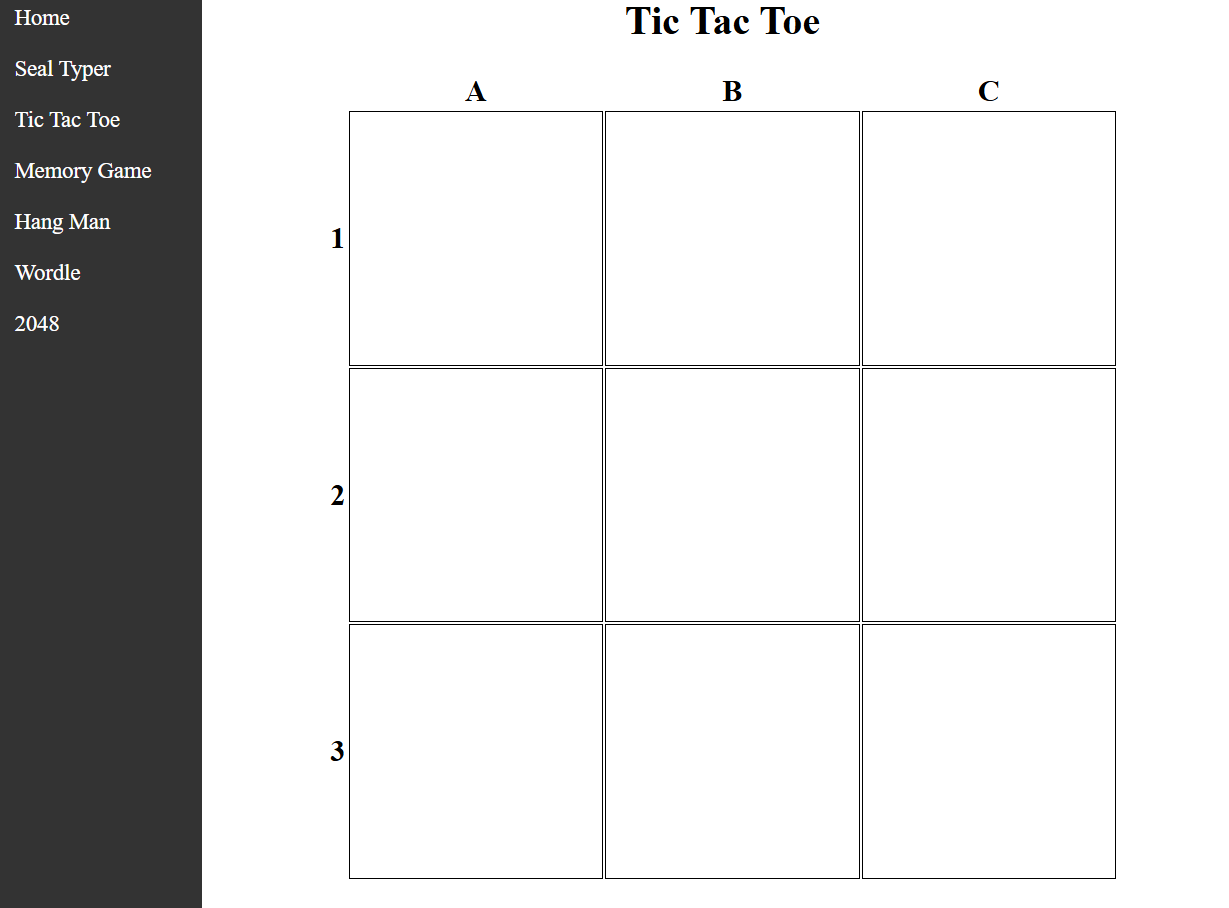 Home
Seal Typer
Tic Tac Toe
Memory Game
Hang Man
Wordle
2048
Tic Tac Toe
A B C
1
2
3